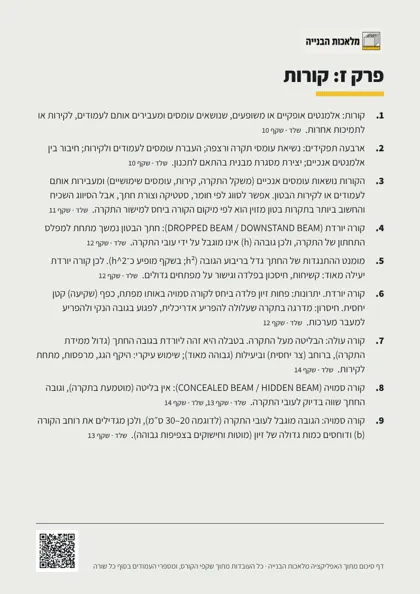 מלאכות הבנייה
פרק ז: קורות
1. קורות: אלמנטים אופקיים או משופעים, שנושאים עומסים ומעבירים אותם לעמודים, לקירות או
לתמיכות אחרות. שלד · שקף 10
2. ארבעה תפקידים: נשיאת עומסי תקרה ורצפה; העברת עומסים לעמודים ולקירות; חיבור בין
אלמנטים אנכיים; יצירת מסגרת מבנית בהתאם לתכנון. שלד · שקף 10
3. הקורות נושאות עומסים אנכיים (משקל התקרה, קירות, עומסים שימושיים) ומעבירות אותם
לעמודים או לקירות הבטון. אפשר לסווג לפי חומר, סטטיקה וצורת חתך, אבל הסיווג השכיח
והחשוב ביותר בתקרות בטון מזוין הוא לפי מיקום הקורה ביחס למישור התקרה. שלד · שקף 11
4. קורה יורדת (DROPPED BEAM / DOWNSTAND BEAM): חתך הבטון נמשך מתחת למפלס
התחתון של התקרה, ולכן גובהה (h) אינו מוגבל על ידי עובי התקרה. שלד · שקף 12
5. מומנט ההתנגדות של החתך גדל בריבוע הגובה (h²; בשקף מופיע כ־h^2). לכן קורה יורדת
יעילה מאוד: קשיחות, חיסכון בפלדה וגישור על מפתחים גדולים. שלד · שקף 12
6. קורה יורדת. יתרונות: פחות זיון פלדה ביחס לקורה סמויה באותו מפתח, כפף (שקיעה) קטן
יחסית. חיסרון: מדרגה בתקרה שעלולה להפריע אדריכלית, לפגוע בגובה הנקי ולהפריע
למעבר מערכות. שלד · שקף 12
7. קורה עולה: הבליטה מעל התקרה. בטבלה היא זהה ליורדת בגובה החתך (גדול ממידת
התקרה), ברוחב (צר יחסית) וביעילות (גבוהה מאוד); שימוש עיקרי: היקף הגג, מרפסות, מתחת
לקירות. שלד · שקף 14
8. קורה סמויה (CONCEALED BEAM / HIDDEN BEAM): אין בליטה (מוטמעת בתקרה), וגובה
החתך שווה בדיוק לעובי התקרה. שלד · שקף 13, שלד · שקף 14
9. קורה סמויה: הגובה מוגבל לעובי התקרה (לדוגמה 20–30 ס״מ), ולכן מגדילים את רוחב הקורה
(b) ודוחסים כמות גדולה של זיון (מוטות וחישוקים בצפיפות גבוהה). שלד · שקף 13
דף סיכום מתוך האפליקציה מלאכות הבנייה · כל העובדות מתוך שקפי הקורס, ומספרי העמודים בסוף כל שורה